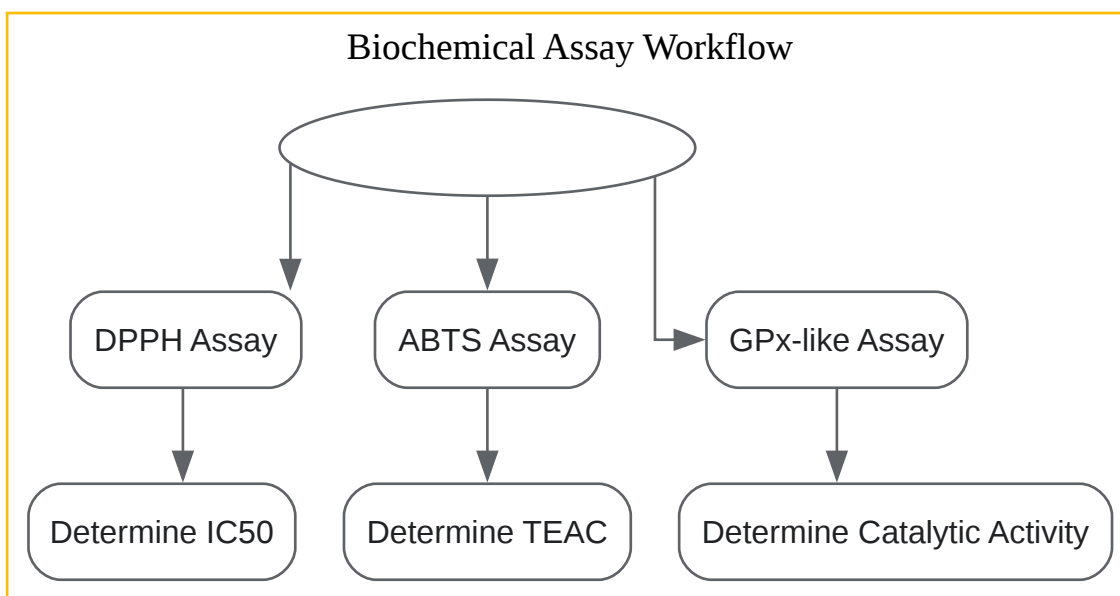 Biochemical Assay Workflow
DPPH Assay
ABTS Assay
GPx-like Assay
Determine IC50
Determine TEAC
Determine Catalytic Activity